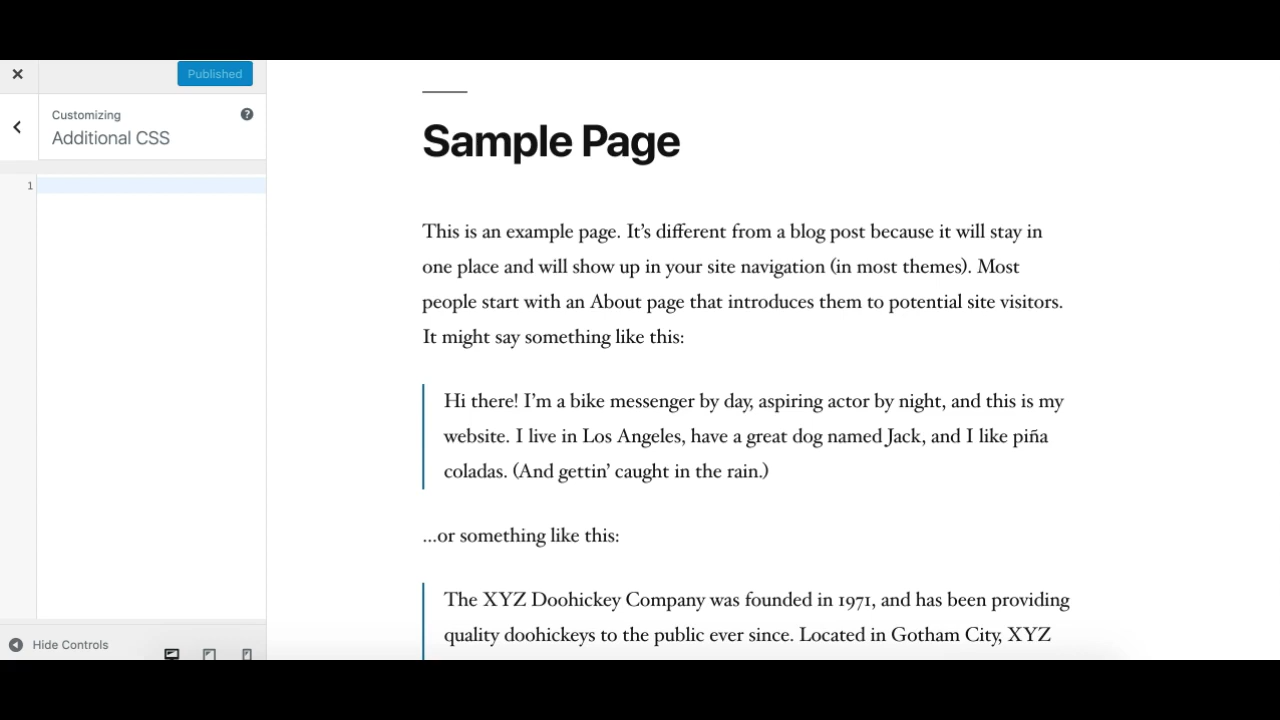 Published
Customizing
Additional CSS
1
Hide Controls
Sample Page
This is an example page. It’s different from a blog post because it will stay in
one place and will show up in your site navigation (in most themes). Most
people start with an About page that introduces them to potential site visitors.
It might say something like this:
Hi there! I’m a bike messenger by day, aspiring actor by night, and this is my
website. I live in Los Angeles, have a great dog named Jack, and I like piña
coladas. (And gettin’ caught in the rain.)
…or something like this:
The XYZ Doohickey Company was founded in 1971, and has been providing
quality doohickeys to the public ever since. Located in Gotham City, XYZ